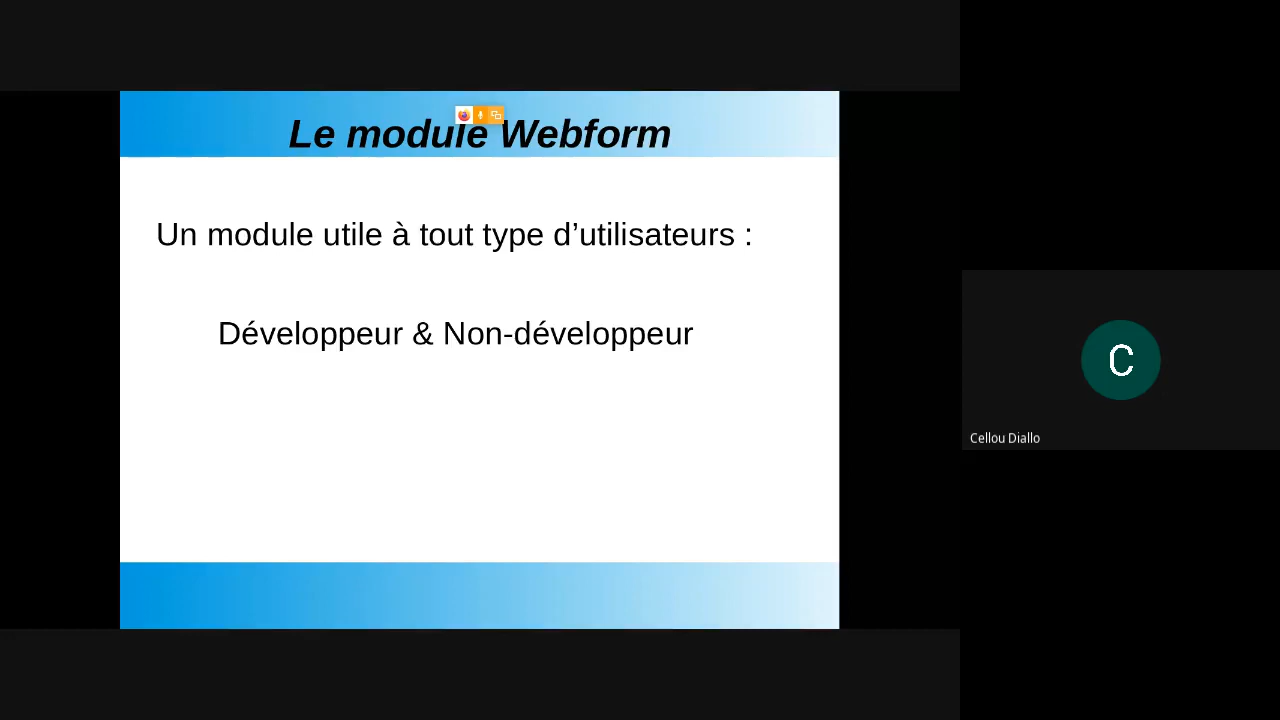 Le module Webform
Un module utile à tout type d’utilisateurs :
Développeur & Non-développeur
C
Cellou Diallo